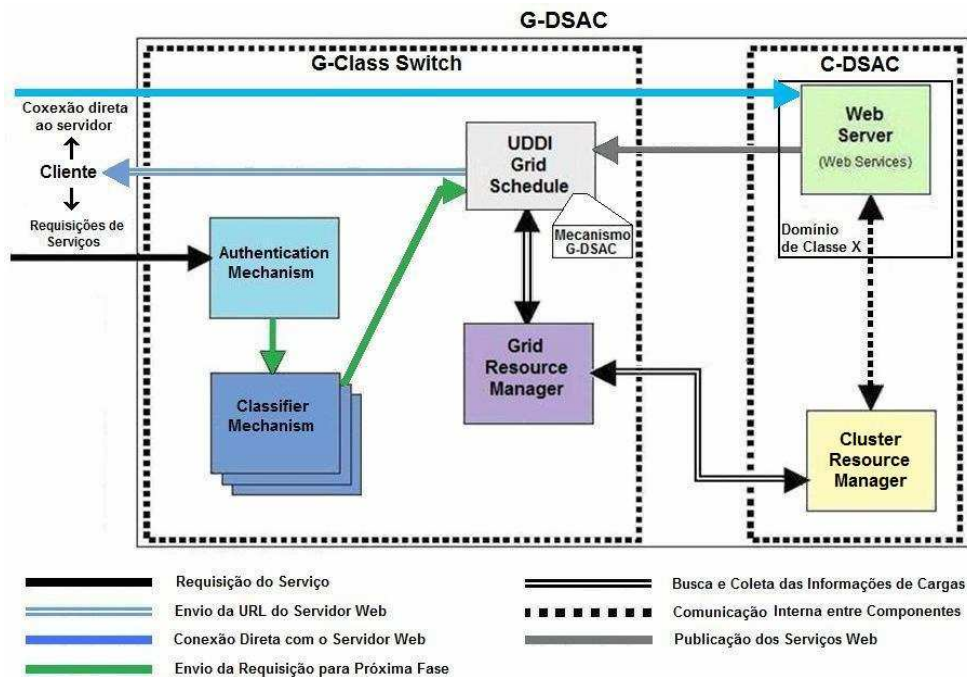 G-DSAC
G-Class Switch
C-DSAC
Coxexão direta
ao servidor
Cliente
Requisições de
Serviços
UDDI
Grid
Schedule
Mecanismo
G-DSAC
Web
Server
(Web Services)
Domínio
de Classe X
Authentication
Mechanism
Classifier
Mechanism
Grid
Resource
Manager
Cluster
Resource
Manager
Requisição do Serviço
Envio da URL do Servidor Web
Conexão Direta com o Servidor Web
Envio da Requisição para Próxima Fase
Busca e Coleta das Informações de Cargas
Comunicação Interna entre Componentes
Publicação dos Serviços Web